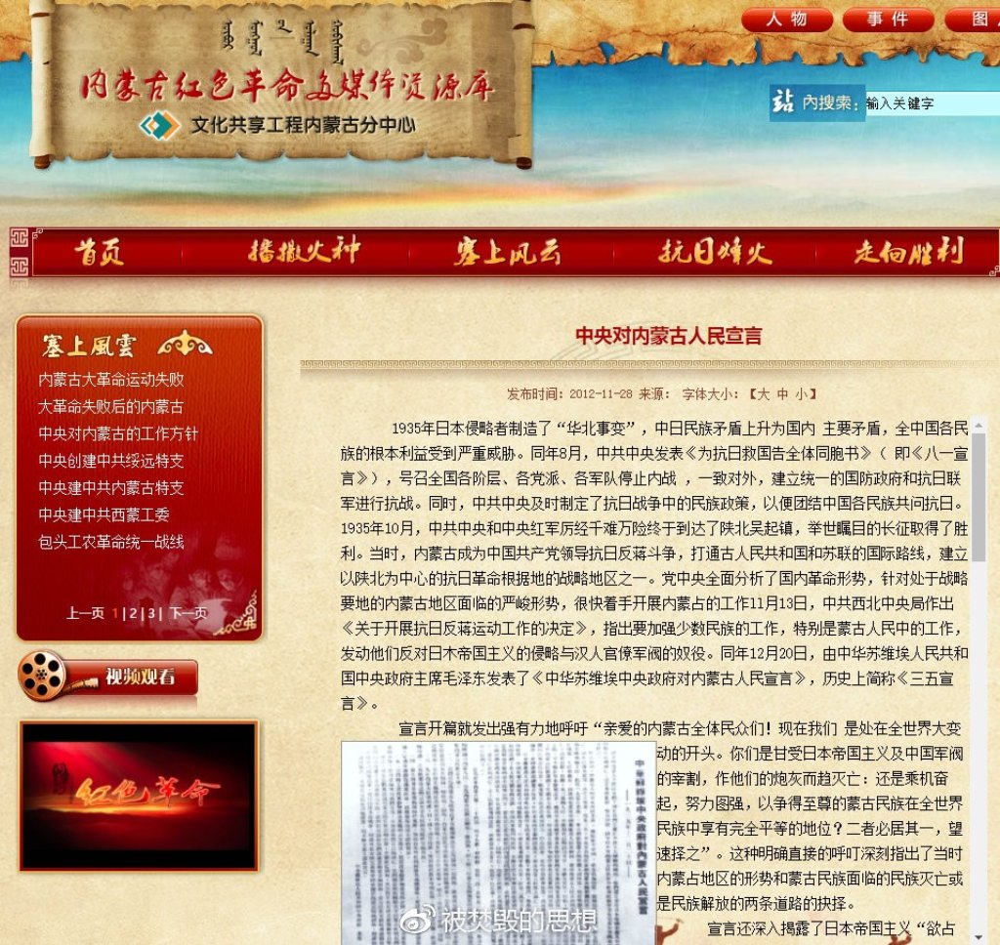 人物
事件
图
内蒙古红色革命多媒体资源库
文化共享工程内蒙古分中心
站內搜索：输入关键字
首页
播撒火种
塞上风云
抗日烽火
走向胜利
塞上風雲
内蒙古大革命运动失败
大革命失败后的内蒙古
中央对内蒙古的工作方针
中央创建中共绥远特支
中央建中共内蒙古特支
中央建中共西蒙工委
包头工农革命统一战线
上一页 1|2|3| 下一页
视频观看
红色革命
中央对内蒙古人民宣言
发布时间：2012-11-28 来源： 字体大小：【大 中 小】
1935年日本侵略者制造了“华北事变”，中日民族矛盾上升为国内 主要矛盾，全中国各民
族的根本利益受到严重威胁。同年8月，中共中央发表《为抗日救国告全体同胞书》（ 即《八一宣
言》），号召全国各阶层、各党派、各军队停止内战 ，一致对外，建立统一的国防政府和抗日联
军进行抗战。同时，中共中央及时制定了抗日战争中的民族政策，以便团结中国各民族共问抗日。
1935年10月，中共中央和中央红军历经千难万险终于到达了陕北吴起镇，举世瞩目的长征取得了胜
利。当时，内蒙古成为中国共产党领导抗日反蒋斗争，打通古人民共和国和苏联的国际路线，建立
以陕北为中心的抗日革命根据地的战略地区之一。党中央全面分析了国内革命形势，针对处于战略
要地的内蒙古地区面临的严峻形势，很快着手开展内蒙占的工作11月13日，中共西北中央局作出
《关于开展抗日反蒋运动工作的决定》，指出要加强少数民族的工作，特别是蒙古人民中的工作，
发动他们反对日本帝国主义的侵略与汉人官僚军阀的奴役。同年12月20日，由中华苏维埃人民共和
国中央政府主席毛泽东发表了《中华苏维埃中央政府对内蒙古人民宣言》，历史上简称《三五宣
言》。
宣言开篇就发出强有力地呼吁“亲爱的内蒙古全体民众们！现在我们 是处在全世界大变
动的开头。你们是甘受日本帝国主义及中国军阀
的宰割，作他们的炮灰而趋灭亡：还是乘机奋
起，努力图强，以争得至尊的蒙古民族在全世界
民族中享有完全平等的地位？二者必居其一，望
速择之”。这种明确直接的呼叮深刻指出了当时
内蒙占地区的形势和蒙古民族面临的民族灭亡或
是民族解放的两条道路的抉择。
宣言还深入揭露了日本帝国主义“欲占
被焚毁的思想